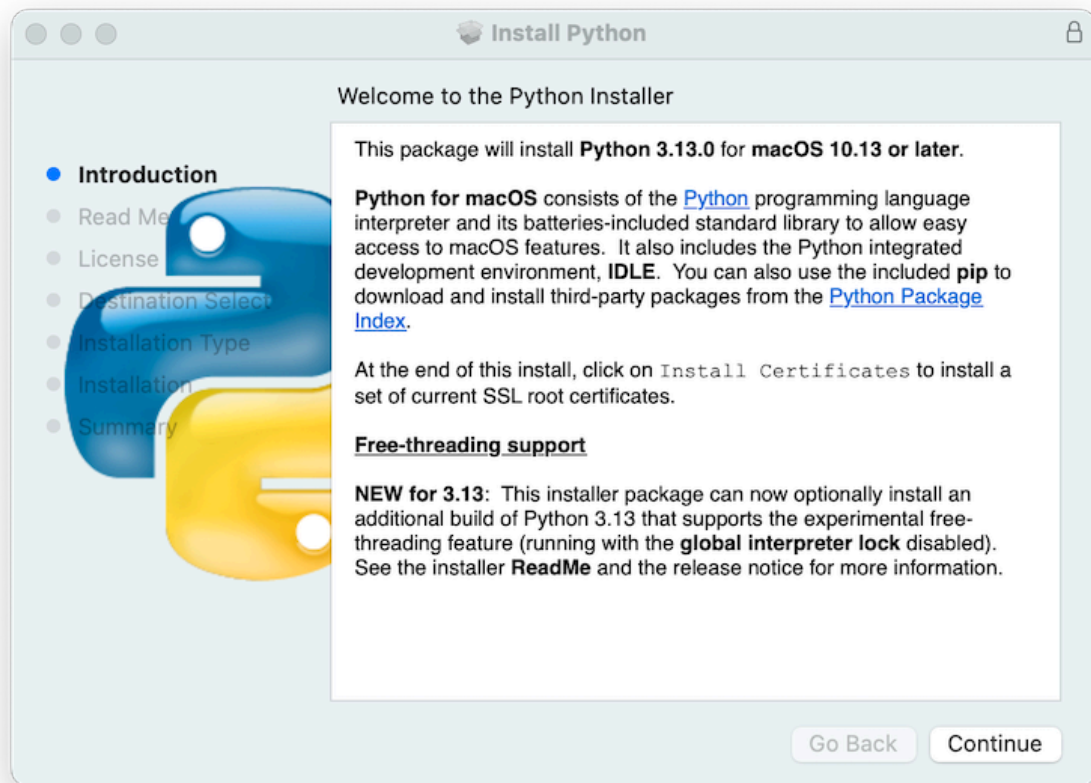 Install Python
Welcome to the Python Installer
Introduction
Read Me
License
Destination Select
Installation Type
Installation
Summary
This package will install Python 3.13.0 for macOS 10.13 or later.
Python for macOS consists of the Python programming language
interpreter and its batteries-included standard library to allow easy
access to macOS features.  It also includes the Python integrated
development environment, IDLE.  You can also use the included pip to
download and install third-party packages from the Python Package
Index.
At the end of this install, click on Install Certificates to install a
set of current SSL root certificates.
Free-threading support
NEW for 3.13:  This installer package can now optionally install an
additional build of Python 3.13 that supports the experimental free-
threading feature (running with the global interpreter lock disabled).
See the installer ReadMe and the release notice for more information.
Go Back
Continue